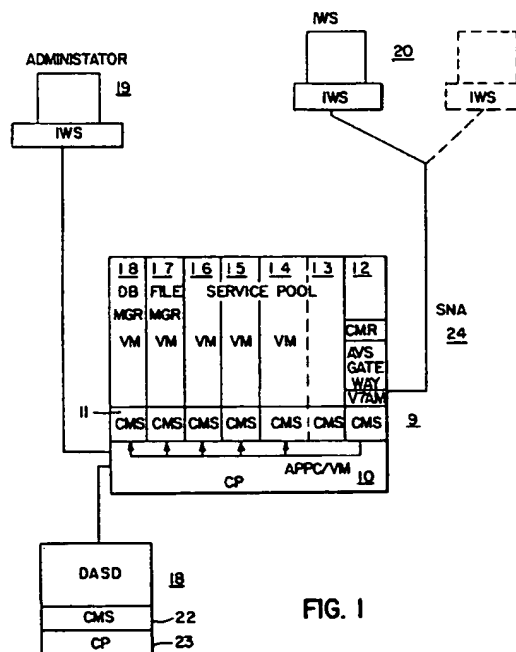 IWS
20
ADMINISTATOR
19
IWS
IWS
IWS
18 17 16 15 14 13 12
DB FILE SERVICE POOL
MGR MGR
VM VM VM VM VM
CMR
AVS
GATE
WAY
V7AM
SNA
24
11
CMS CMS CMS CMS CMS CMS CMS
9
APPC/VM
CP
10
DASD
18
CMS
22
CP
23
FIG. 1